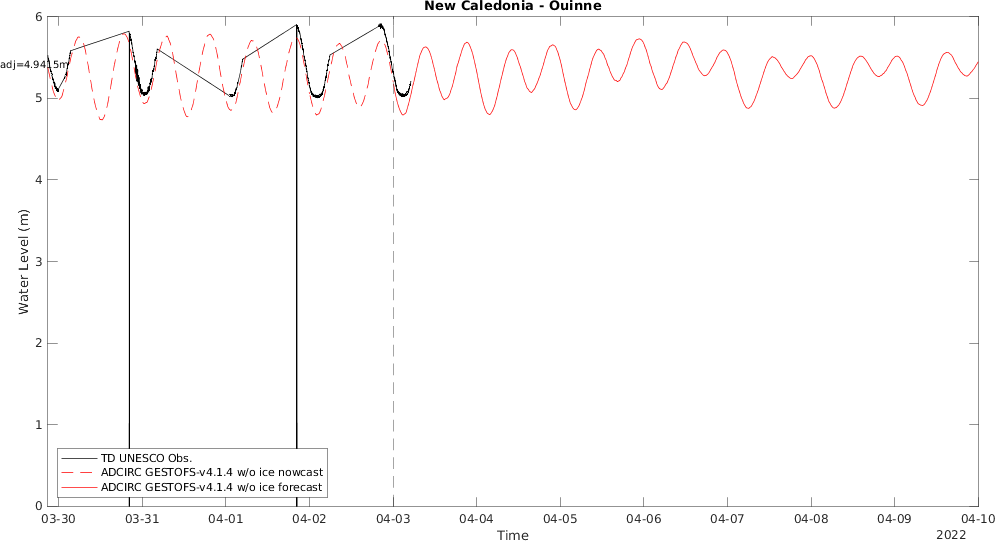 New Caledonia - Ouinne
6
adj=4.9415m
5
4
3
2
1
0
Water Level (m)
TD UNESCO Obs.
ADCIRC GESTOFS-v4.1.4 w/o ice nowcast
ADCIRC GESTOFS-v4.1.4 w/o ice forecast
03-30 03-31 04-01 04-02 04-03 04-04 04-05 04-06 04-07 04-08 04-09 04-10
Time
2022